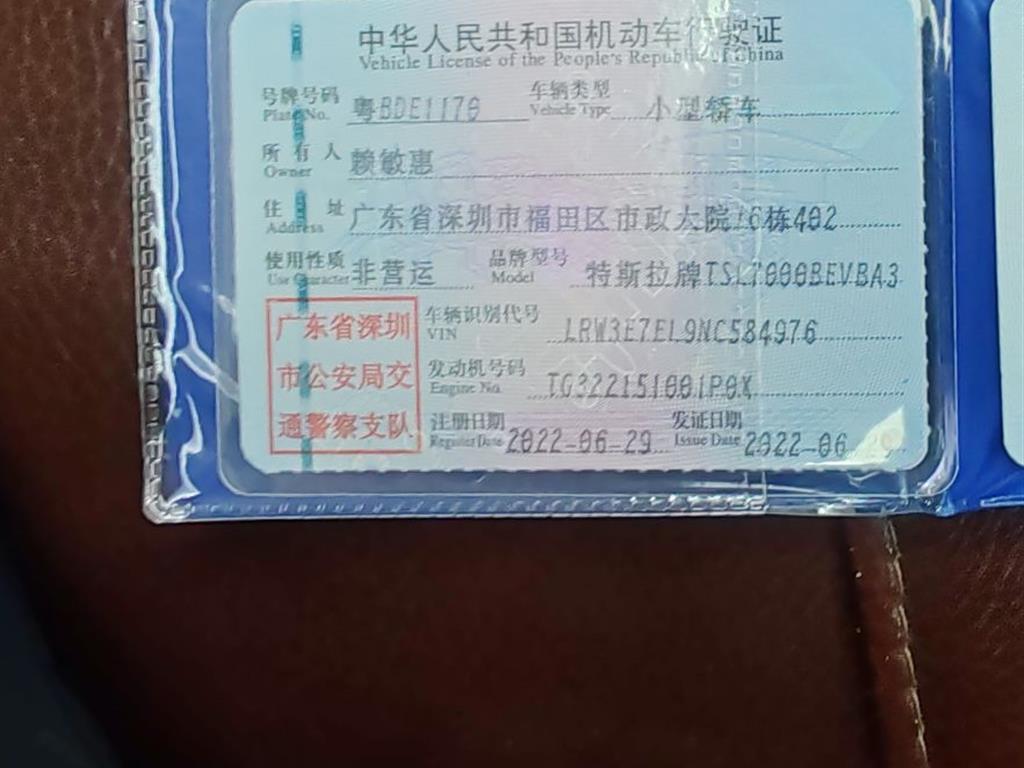 中华人民共和国机动车行驶证
Vehicle License of the People's Republic of China
号牌号码 粤BDE1176 车辆类型 小型轿车
Plate No. Vehicle Type
所有人 赖敏惠
Owner
住址 广东省深圳市福田区市政大院16栋402
Address
使用性质 非营运 品牌型号 特斯拉牌TSL7000BEVBA3
Use Character Model
广东省深圳 车辆识别代号 LRW3E7EL9NC584976
VIN
市公安局交 发动机号码 TG322151001P0X
Engine No.
通警察支队 注册日期 2022-06-29 发证日期 2022-06-29
Register Date Issue Date